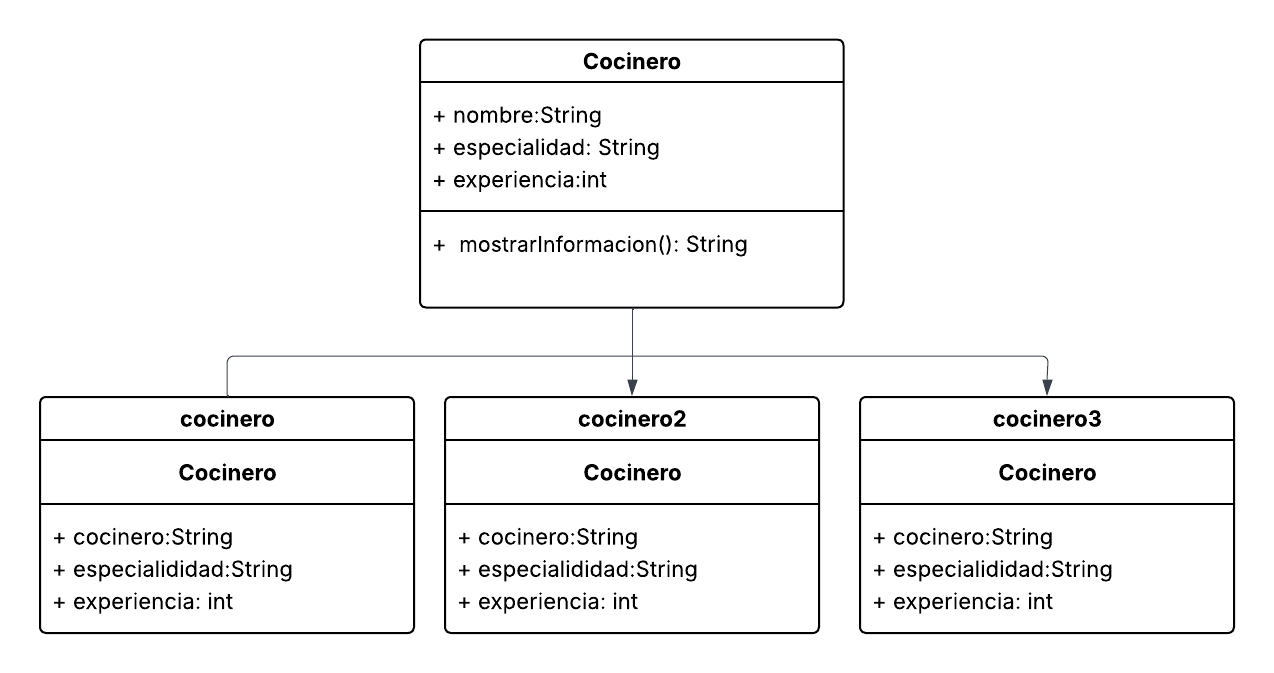 Cocinero
+ nombre:String
+ especialidad: String
+ experiencia:int
+ mostrarInformacion(): String
cocinero
Cocinero
+ cocinero:String
+ especialididad:String
+ experiencia: int
cocinero2
Cocinero
+ cocinero:String
+ especialididad:String
+ experiencia: int
cocinero3
Cocinero
+ cocinero:String
+ especialididad:String
+ experiencia: int